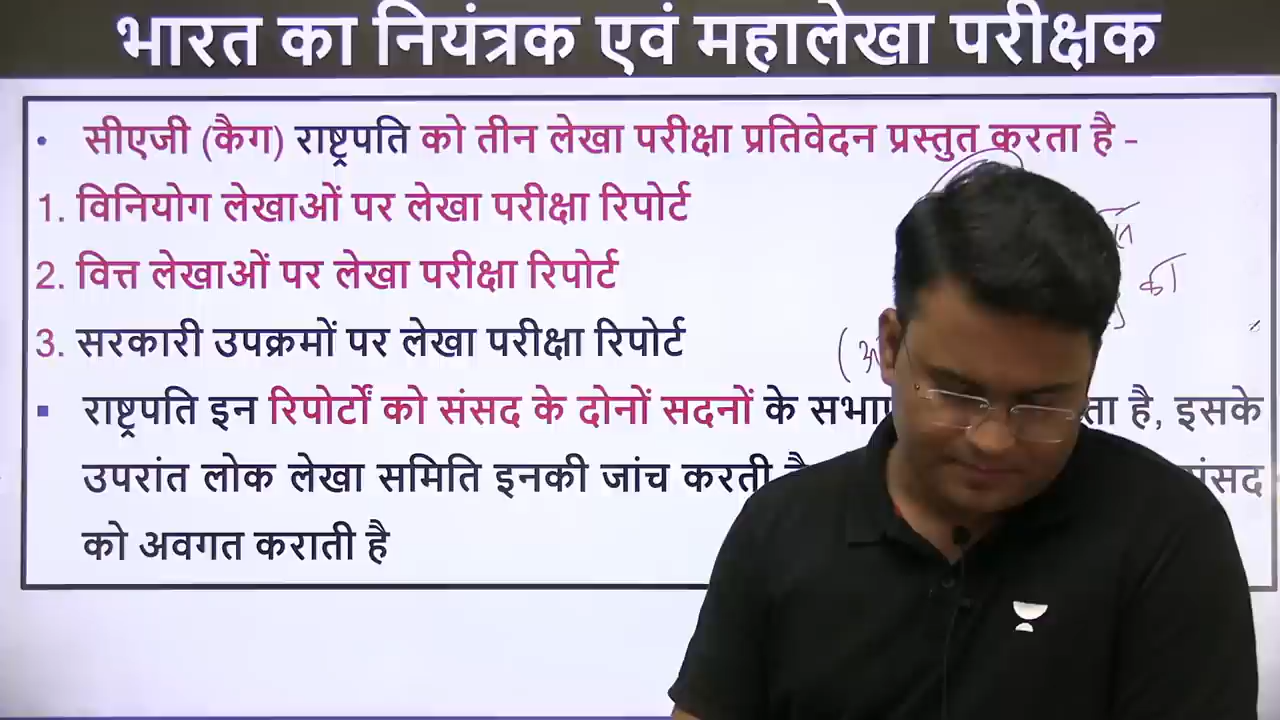 भारत का नियंत्रक एवं महालेखा परीक्षक
• सीएजी (कैग) राष्ट्रपति को तीन लेखा परीक्षा प्रतिवेदन प्रस्तुत करता है -
1. विनियोग लेखाओं पर लेखा परीक्षा रिपोर्ट
2. वित्त लेखाओं पर लेखा परीक्षा रिपोर्ट
3. सरकारी उपक्रमों पर लेखा परीक्षा रिपोर्ट
की
▪ राष्ट्रपति इन रिपोर्टों को संसद के दोनों सदनों के है, इसके
उपरांत लोक लेखा समिति इनकी जांच करती संसद
को अवगत कराती है